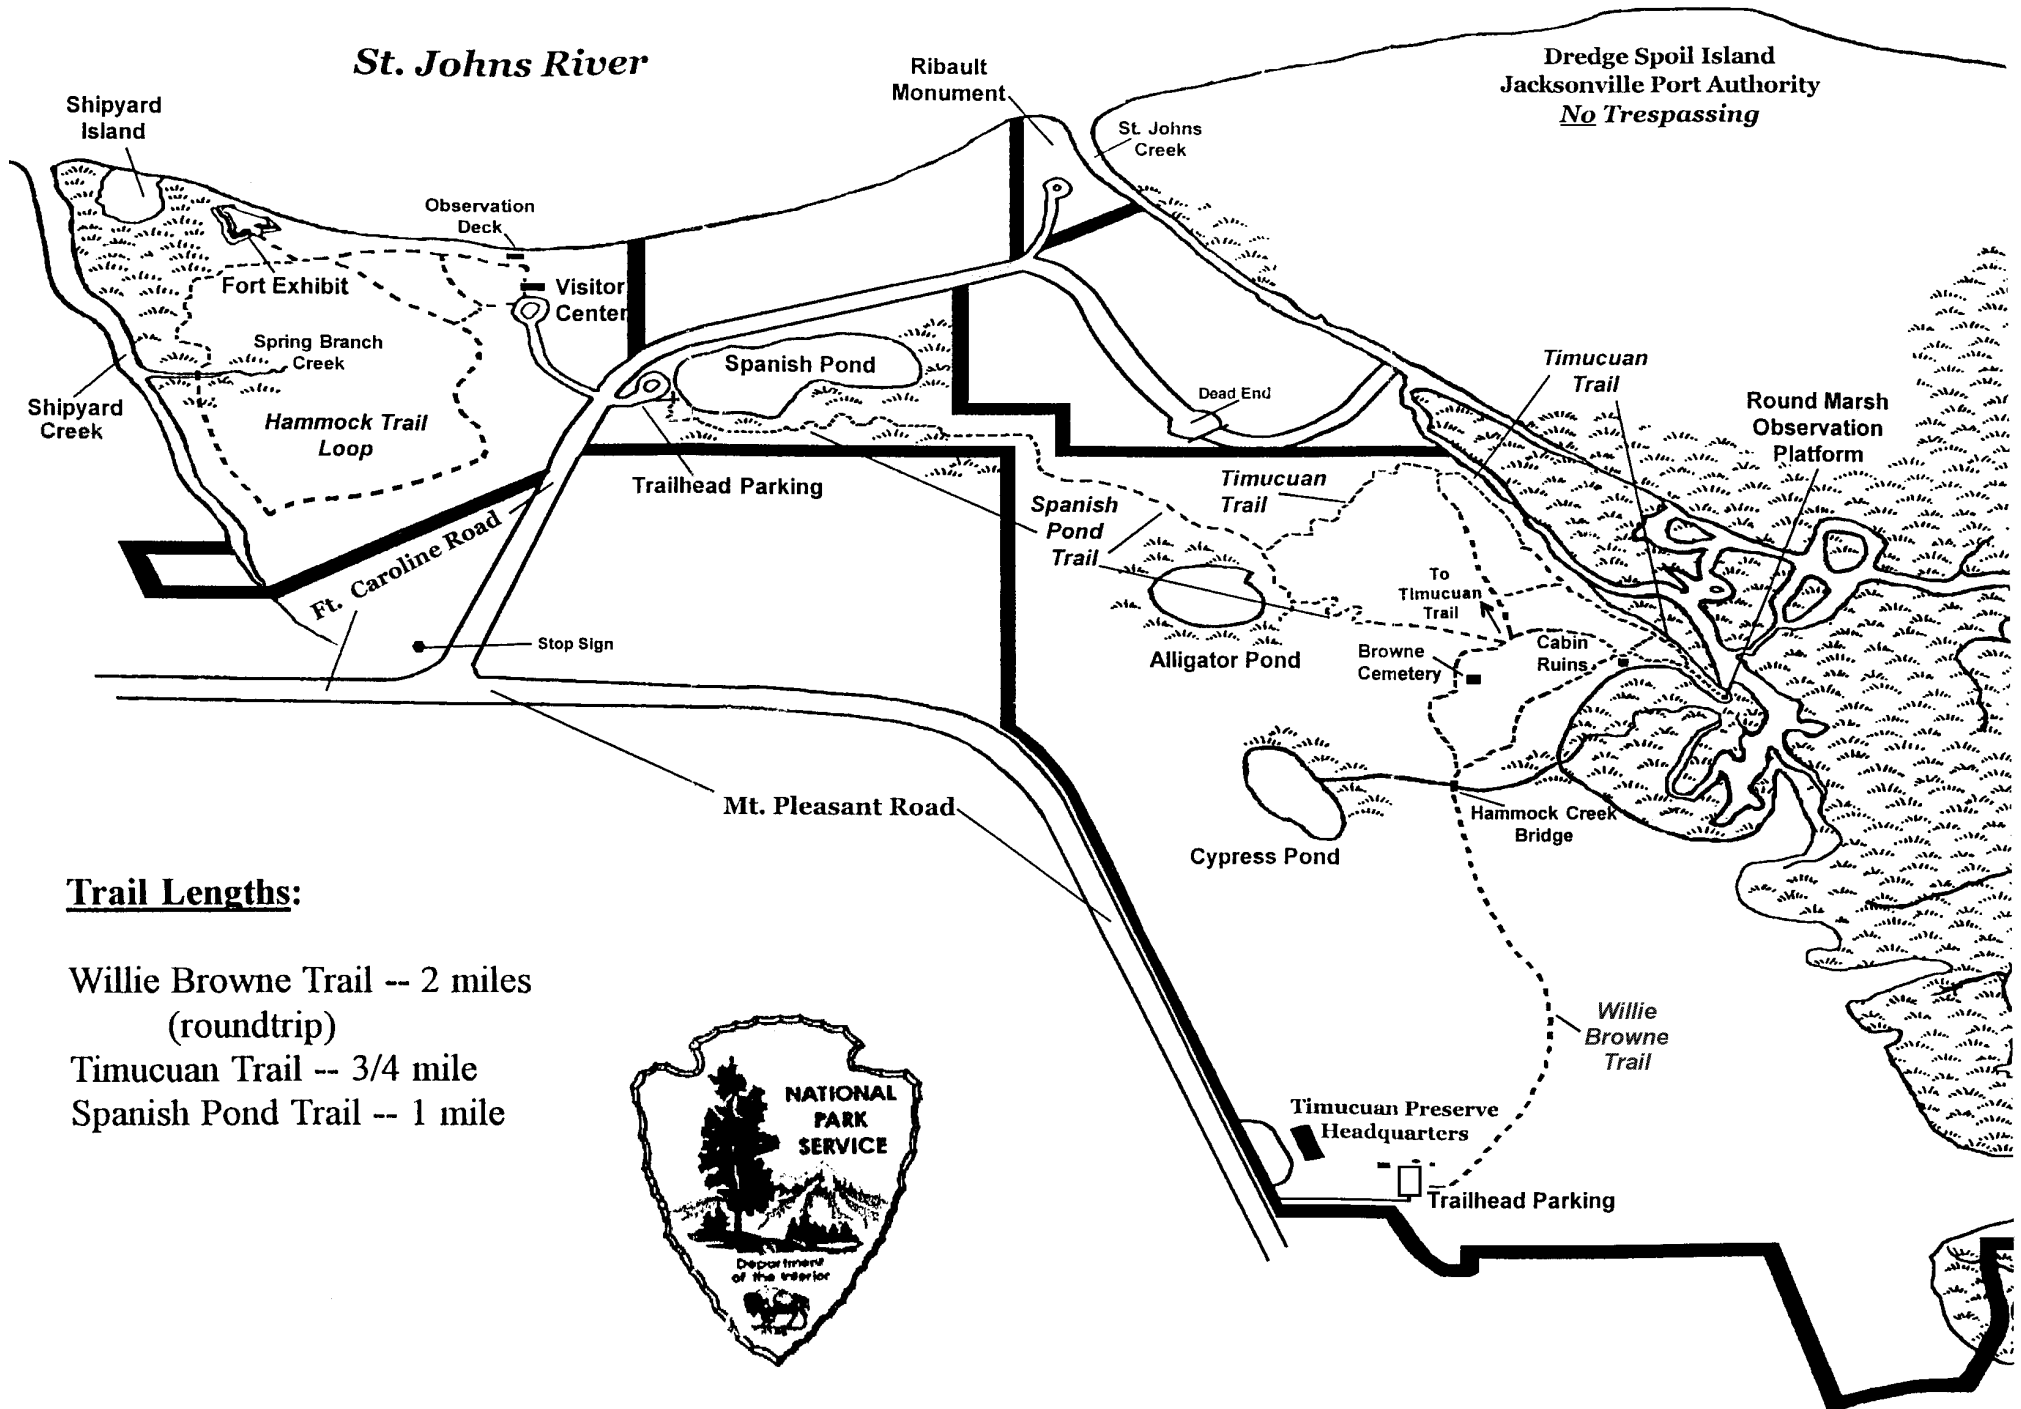 St. Johns River
Ribault
Monument
Dredge Spoil Island
Jacksonville Port Authority
No Trespassing
Shipyard
Island
St. Johns
Creek
Observation
Deck
Fort Exhibit
Visitor
Center
Spring Branch
Creek
Spanish Pond
Timucuan
Trail
Dead End
Shipyard
Creek
Hammock Trail
Loop
Round Marsh
Observation
Platform
Trailhead Parking
Timucuan
Trail
Spanish
Pond
Trail
Ft. Caroline Road
To
Timucuan
Trail
Stop Sign
Alligator Pond
Browne
Cemetery
Cabin
Ruins
Mt. Pleasant Road
Hammock Creek
Bridge
Cypress Pond
Trail Lengths:
Willie Browne Trail -- 2 miles
(roundtrip)
Timucuan Trail -- 3/4 mile
Spanish Pond Trail -- 1 mile
Willie
Browne
Trail
NATIONAL
PARK
SERVICE
Department
of the Interior
Timucuan Preserve
Headquarters
Trailhead Parking